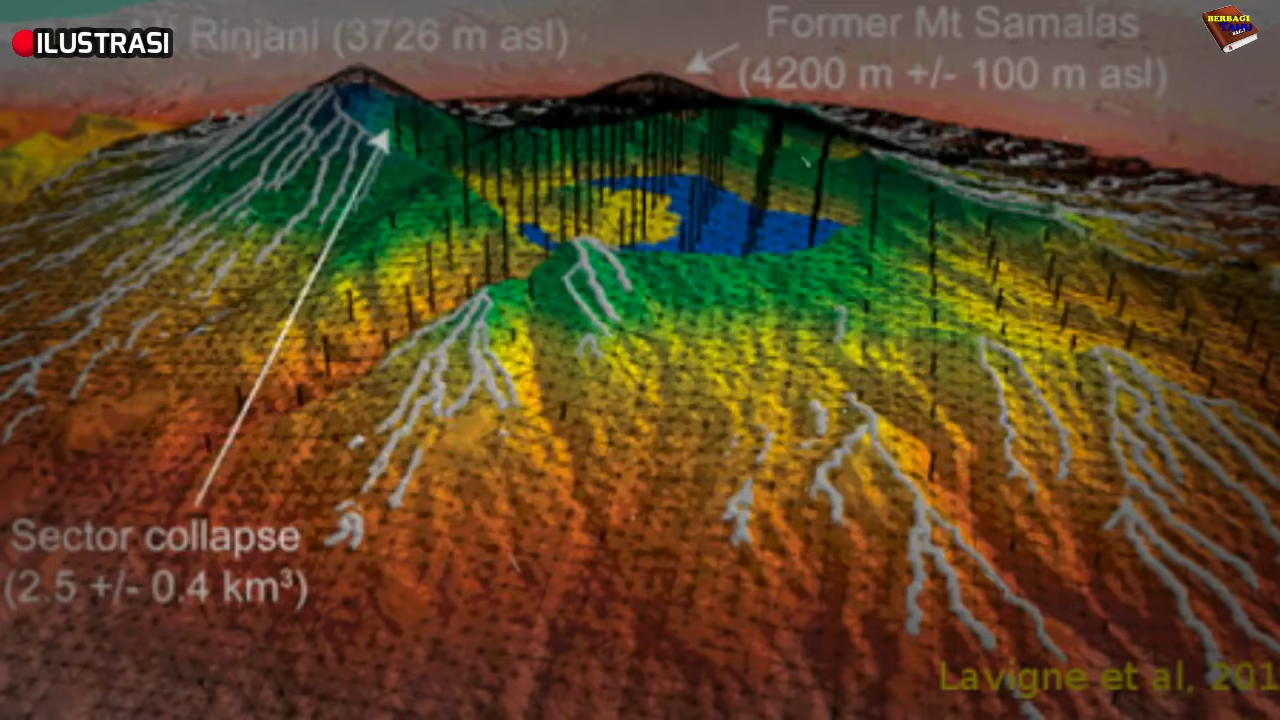 ILUSTRASI
Rinjani (3726 m asl)
Former Mt Samalas
(4200 m +/- 100 m asl)
BERBAGI
Sector collapse
(2.5 +/- 0.4 km³)
Lavigne et al, 201